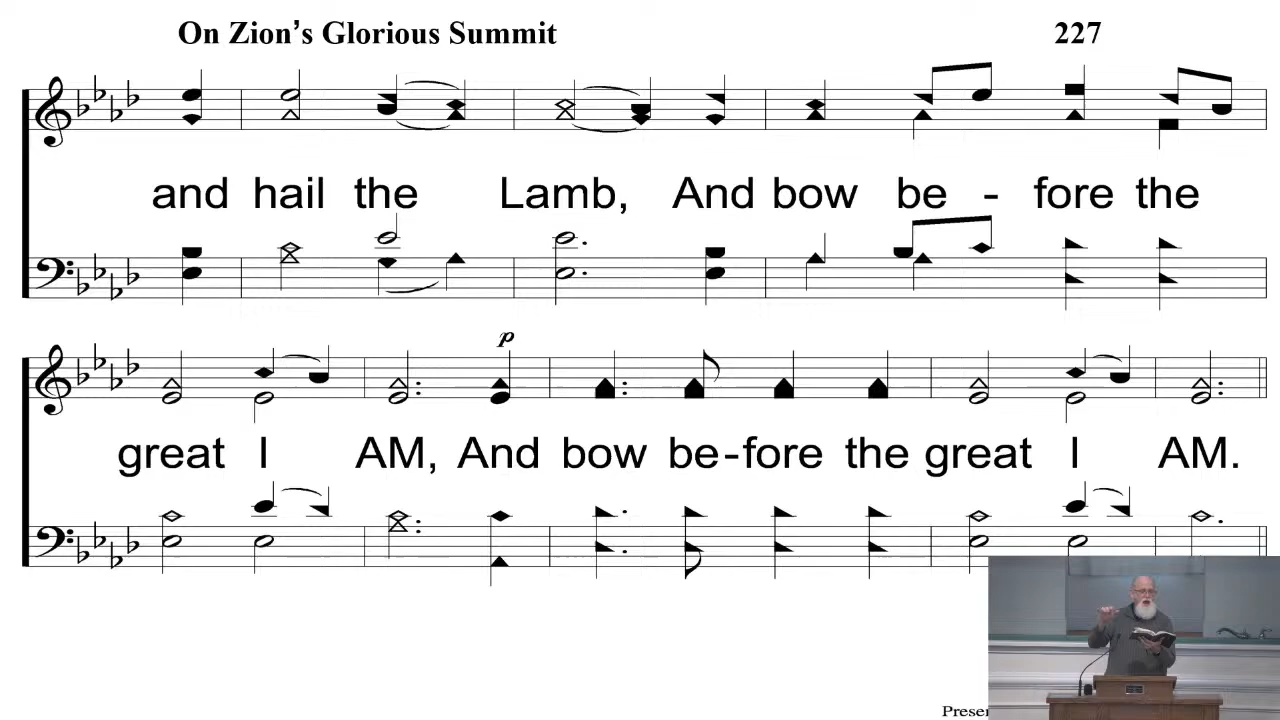 On Zion’s Glorious Summit 227
and hail the Lamb, And bow be - fore the
p
great I AM, And bow be-fore the great I AM.
Presen